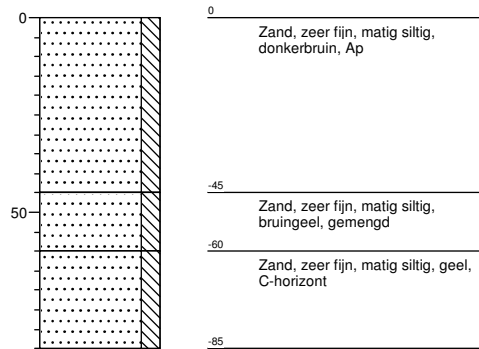 0
50
0
Zand, zeer fijn, matig siltig,
donkerbruin, Ap
-45
Zand, zeer fijn, matig siltig,
bruingeel, gemengd
-60
Zand, zeer fijn, matig siltig, geel,
C-horizont
-85